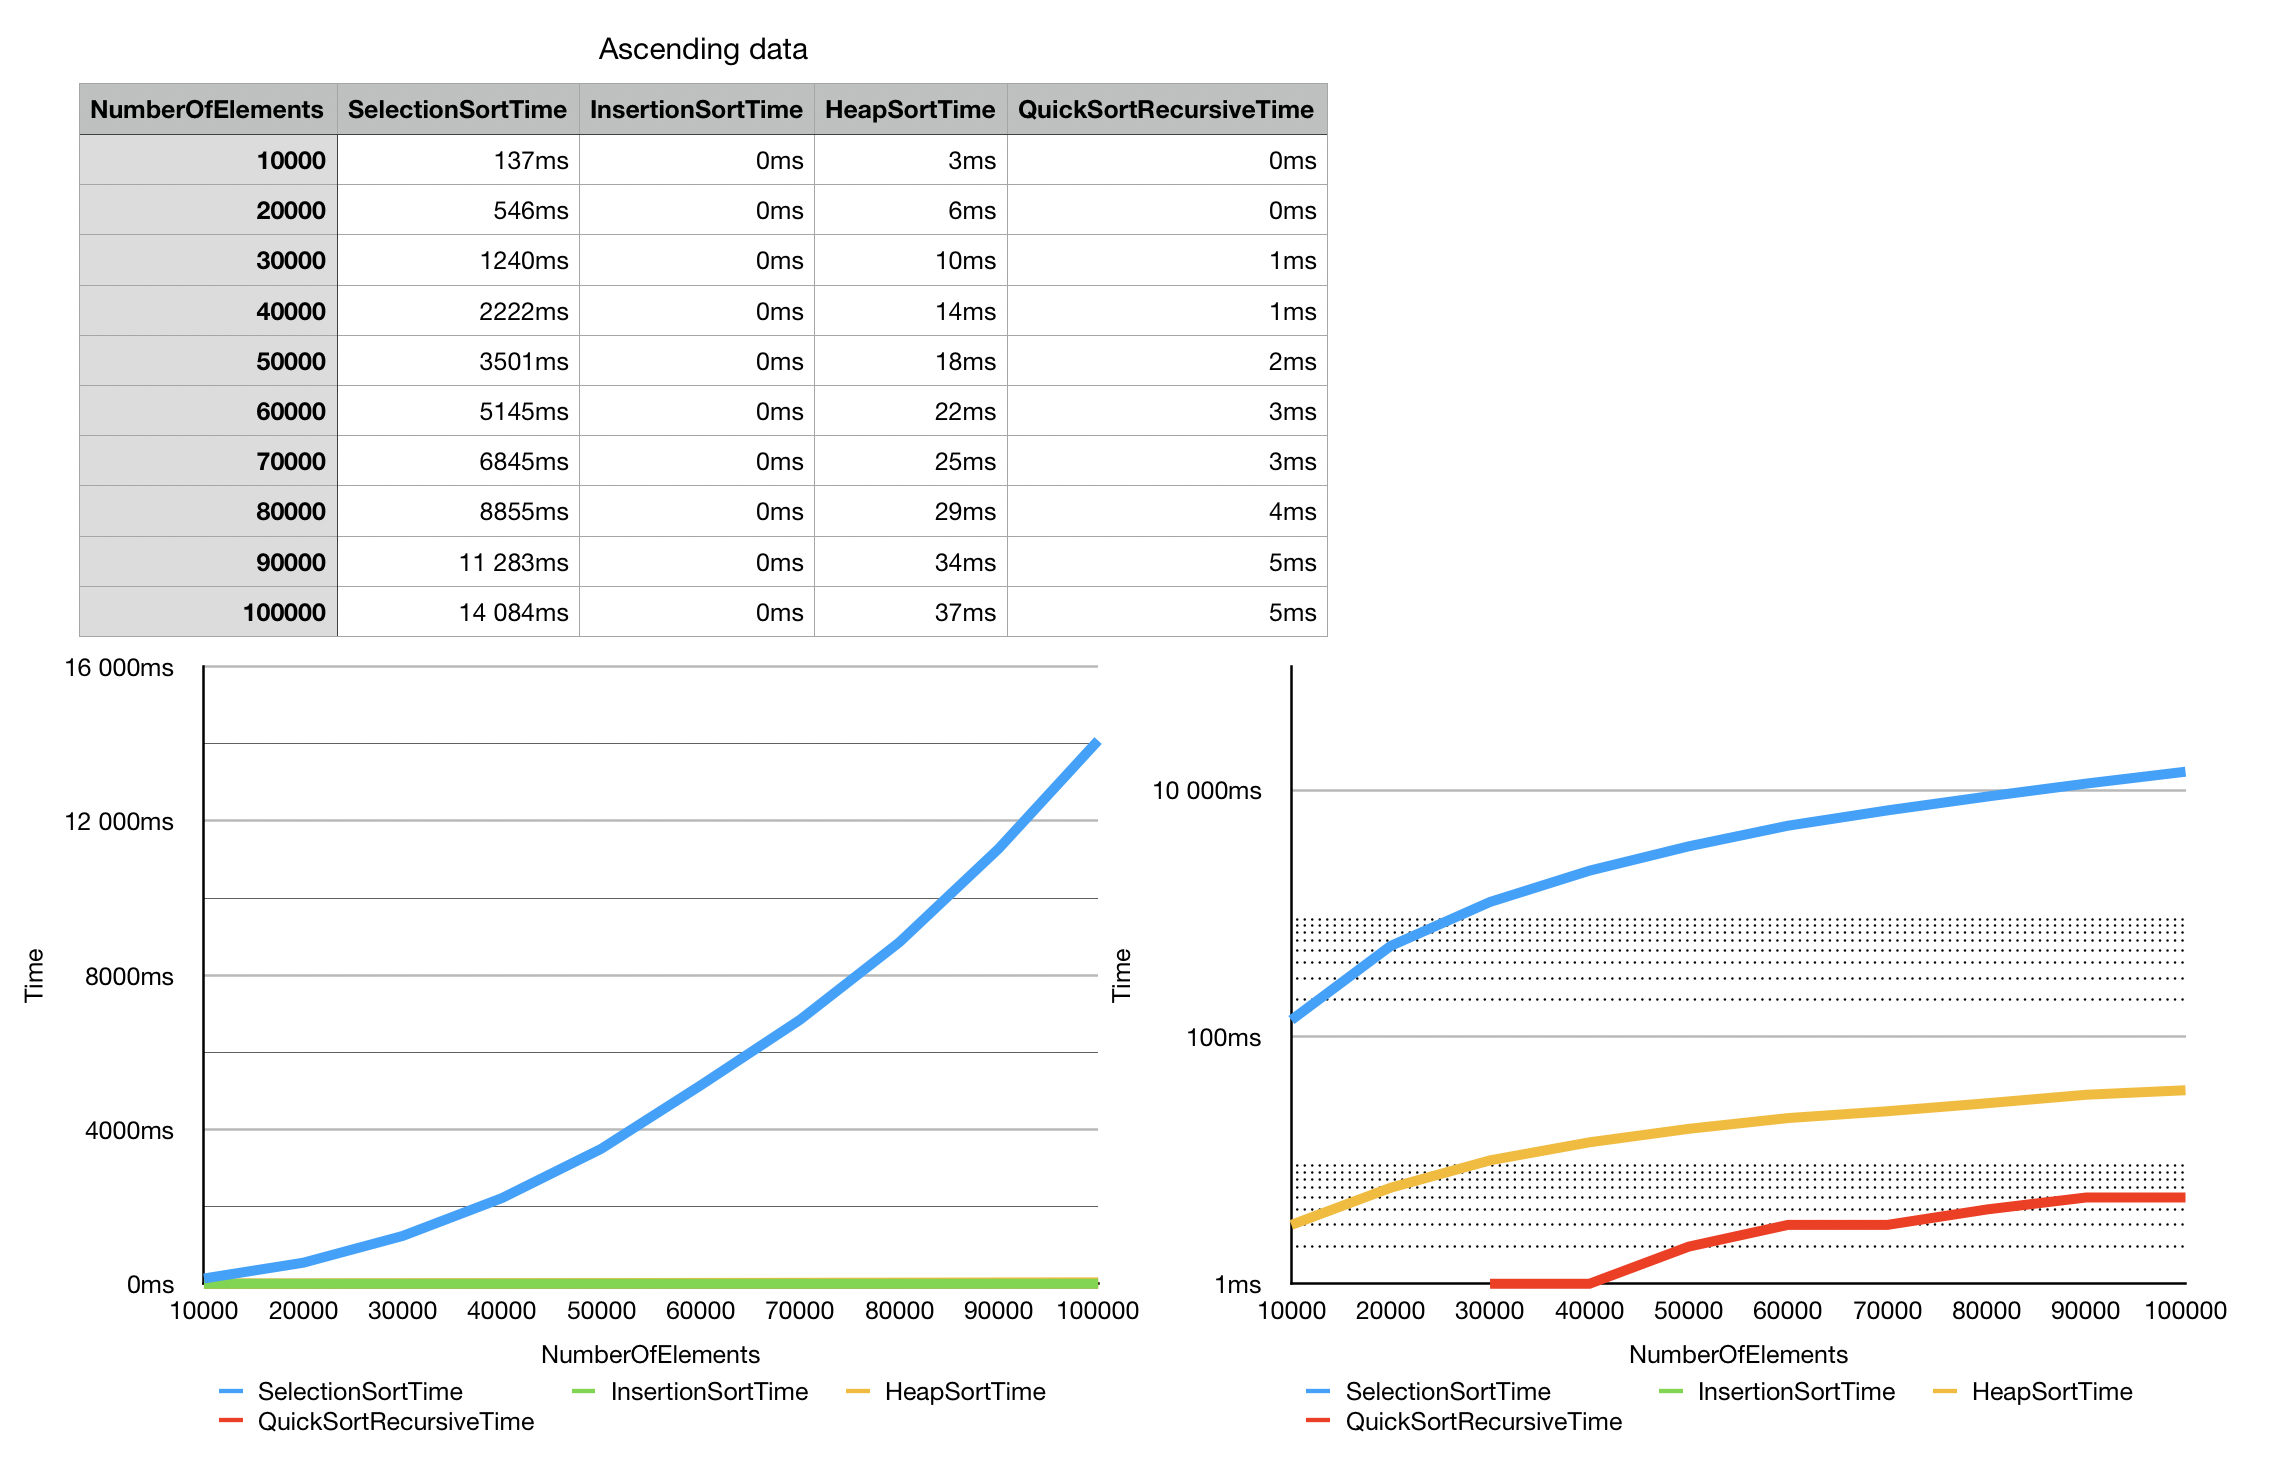 Ascending data
NumberOfElements SelectionSortTime InsertionSortTime HeapSortTime QuickSortRecursiveTime
10000 137ms 0ms 3ms 0ms
20000 546ms 0ms 6ms 0ms
30000 1240ms 0ms 10ms 1ms
40000 2222ms 0ms 14ms 1ms
50000 3501ms 0ms 18ms 2ms
60000 5145ms 0ms 22ms 3ms
70000 6845ms 0ms 25ms 3ms
80000 8855ms 0ms 29ms 4ms
90000 11 283ms 0ms 34ms 5ms
100000 14 084ms 0ms 37ms 5ms
Time
16 000ms
12 000ms
8000ms
4000ms
0ms
10000 20000 30000 40000 50000 60000 70000 80000 90000 100000
NumberOfElements
SelectionSortTime InsertionSortTime HeapSortTime
QuickSortRecursiveTime
Time
10 000ms
100ms
1ms
10000 20000 30000 40000 50000 60000 70000 80000 90000 100000
NumberOfElements
SelectionSortTime InsertionSortTime HeapSortTime
QuickSortRecursiveTime